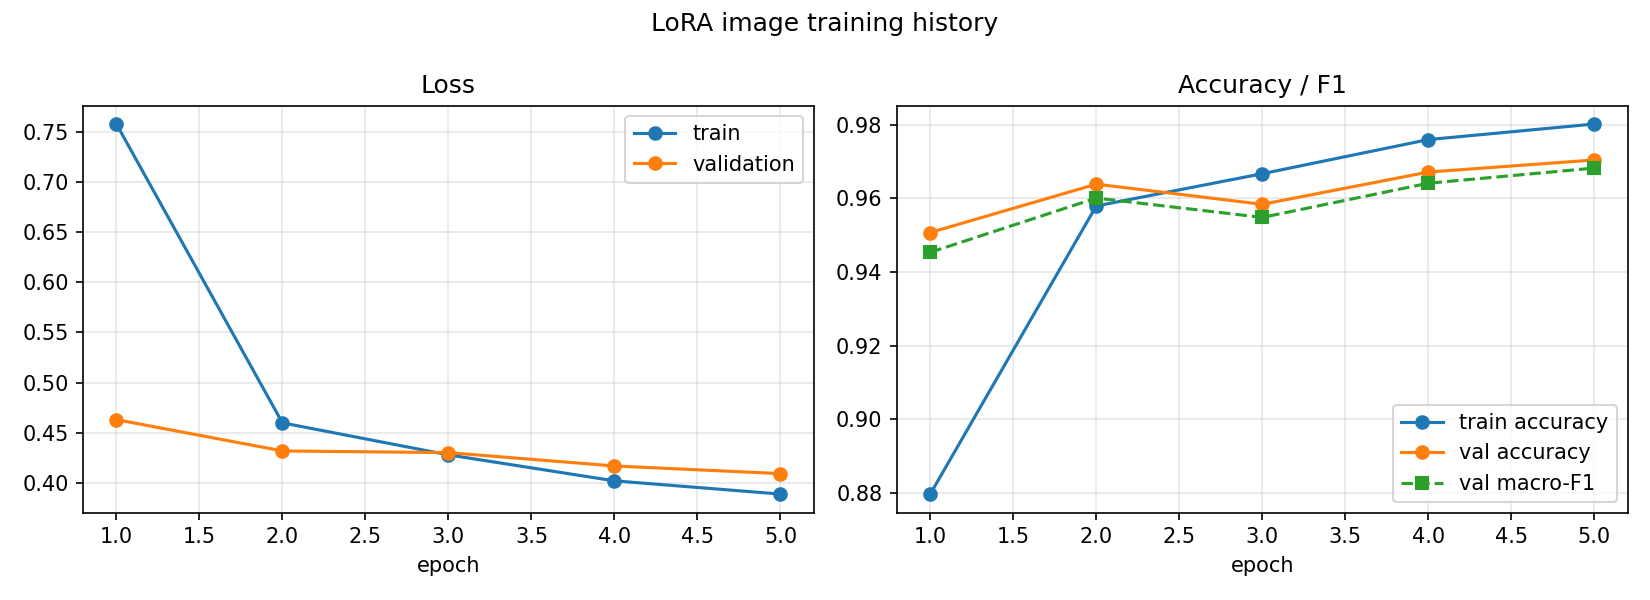 LoRA image training history
Loss
0.75
0.70
0.65
0.60
0.55
0.50
0.45
0.40
train
validation
1.0 1.5 2.0 2.5 3.0 3.5 4.0 4.5 5.0
epoch
Accuracy / F1
0.98
0.96
0.94
0.92
0.90
0.88
train accuracy
val accuracy
val macro-F1
1.0 1.5 2.0 2.5 3.0 3.5 4.0 4.5 5.0
epoch